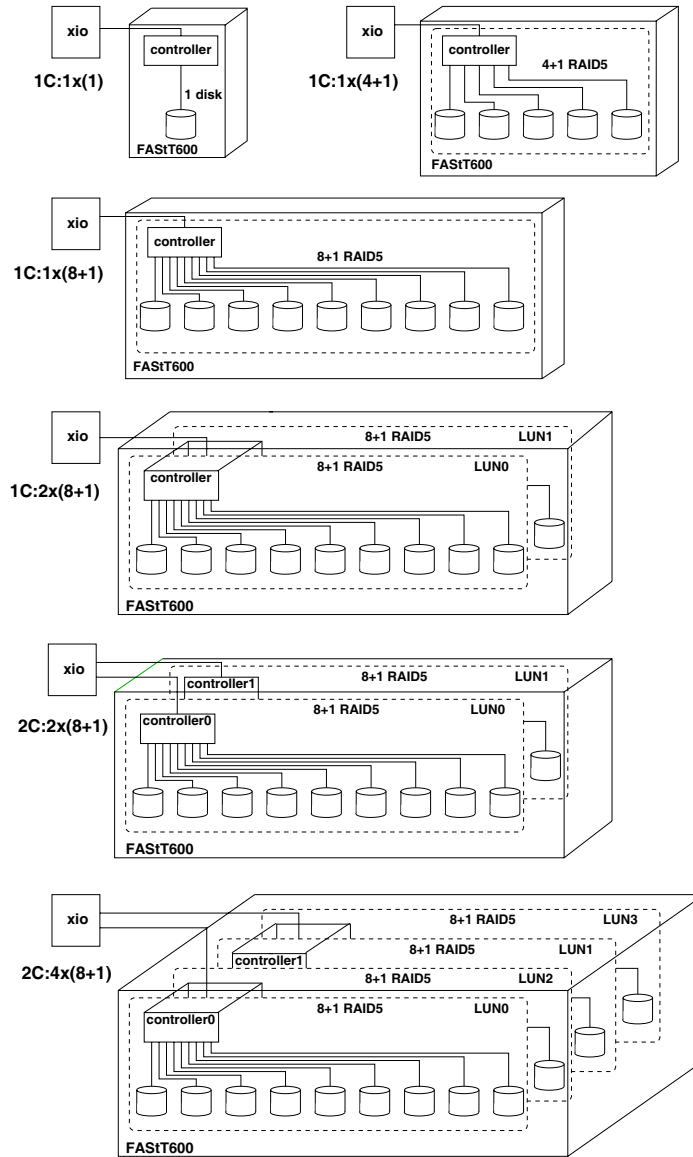 xio
controller
1C:1x(1)
1 disk
FAStT600
xio
controller
4+1 RAID5
1C:1x(4+1)
FAStT600
xio
controller
8+1 RAID5
1C:1x(8+1)
FAStT600
xio
8+1 RAID5
LUN1
8+1 RAID5
LUN0
controller
1C:2x(8+1)
FAStT600
xio
8+1 RAID5
LUN1
controller1
8+1 RAID5
LUN0
controller0
2C:2x(8+1)
FAStT600
xio
8+1 RAID5
LUN3
8+1 RAID5
LUN1
controller1
2C:4x(8+1)
8+1 RAID5
LUN2
8+1 RAID5
LUN0
controller0
FAStT600